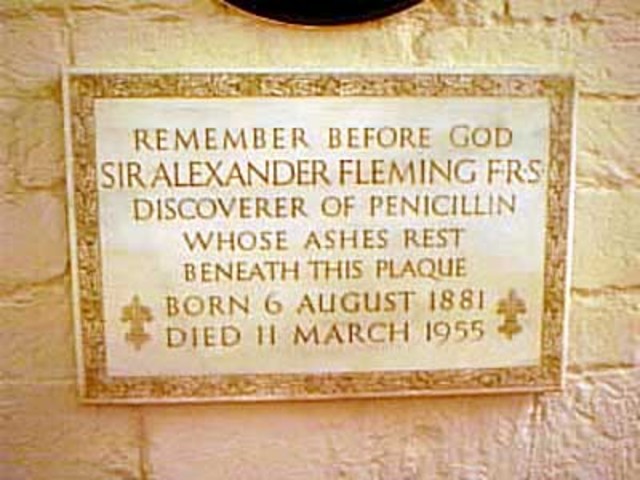 REMEMBER BEFORE GOD
SIR ALEXANDER FLEMING F·R·S
DISCOVERER OF PENICILLIN
WHOSE ASHES REST
BENEATH THIS PLAQUE
BORN 6 AUGUST 1881
DIED 11 MARCH 1955